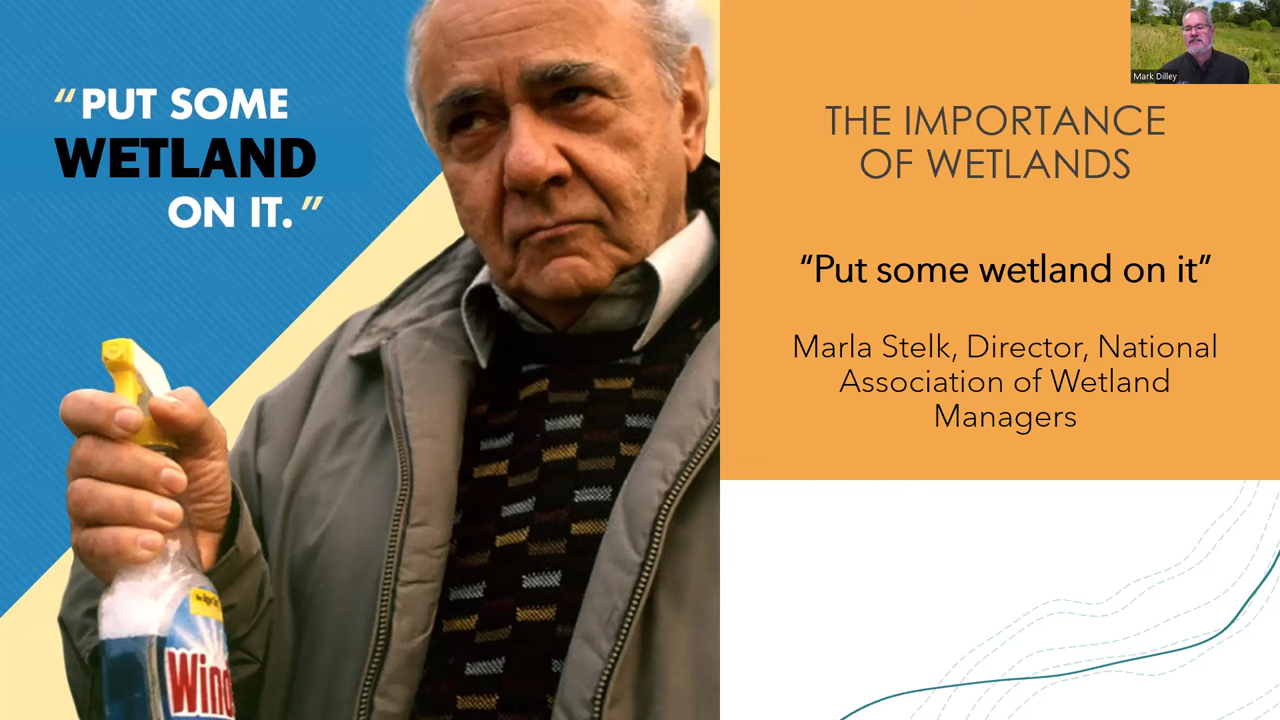 “PUT SOME
WETLAND
ON IT.”
Mark Dilley
THE IMPORTANCE
OF WETLANDS
“Put some wetland on it”
Marla Stelk, Director, National
Association of Wetland
Managers
Wind